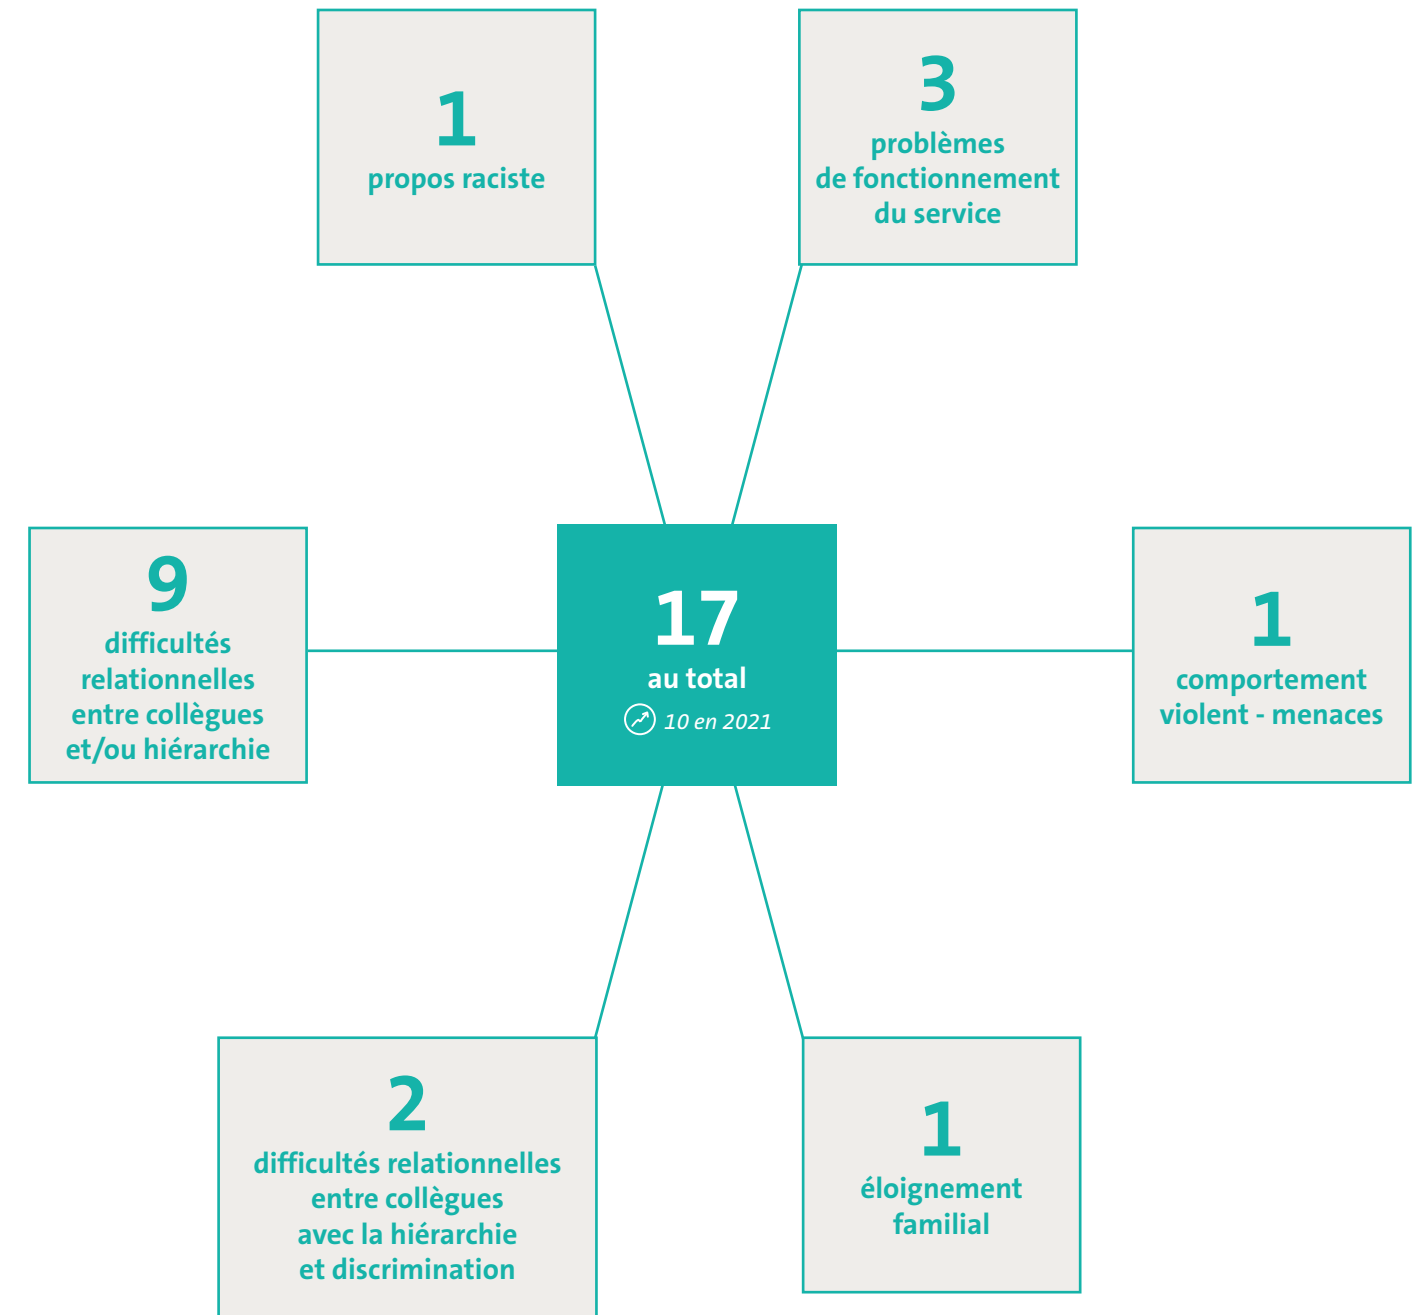 1
propos raciste
3
problèmes
de fonctionnement
du service
9
difficultés
relationnelles
entre collègues
et/ou hiérarchie
17
au total
10 en 2021
1
comportement
violent - menaces
2
difficultés relationnelles
entre collègues
avec la hiérarchie
et discrimination
1
éloignement
familial